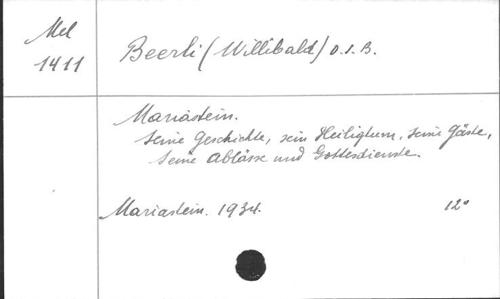 Mel
1411
Beerli (Willibald) O.S.B.
Mariastein.
Seine Geschichte, sein Heiligtum, seine Gäste,
seine Ablässe und Gottesdienste.
Mariastein. 1934. 12°